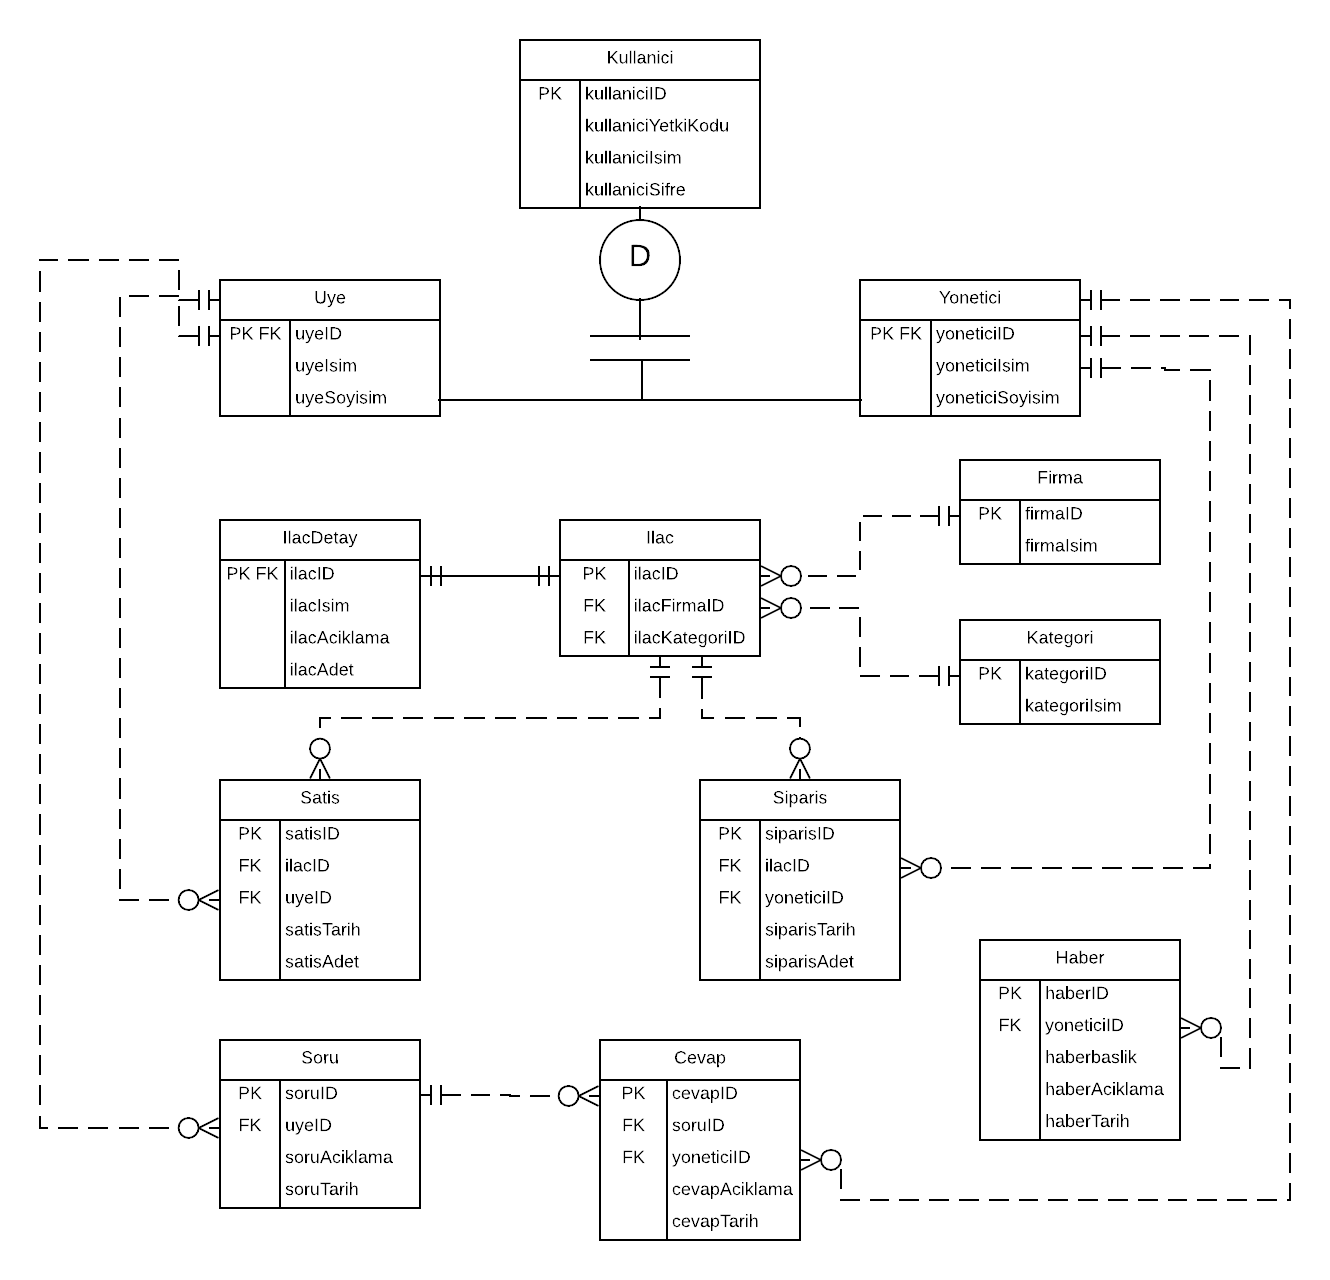 Kullanici
PK kullaniciID
kullaniciYetkiKodu
kullaniciIsim
kullaniciSifre
D
Uye
PK FK uyeID
uyeIsim
uyeSoyisim
Yonetici
PK FK yoneticiID
yoneticiIsim
yoneticiSoyisim
Firma
PK firmaID
firmaIsim
IlacDetay
PK FK ilacID
ilacIsim
ilacAciklama
ilacAdet
Ilac
PK ilacID
FK ilacFirmaID
FK ilacKategoriID
Kategori
PK kategoriID
kategoriIsim
Satis
PK satisID
FK ilacID
FK uyeID
satisTarih
satisAdet
Siparis
PK siparisID
FK ilacID
FK yoneticiID
siparisTarih
siparisAdet
Haber
PK haberID
FK yoneticiID
haberbaslik
haberAciklama
haberTarih
Soru
PK soruID
FK uyeID
soruAciklama
soruTarih
Cevap
PK cevapID
FK soruID
FK yoneticiID
cevapAciklama
cevapTarih